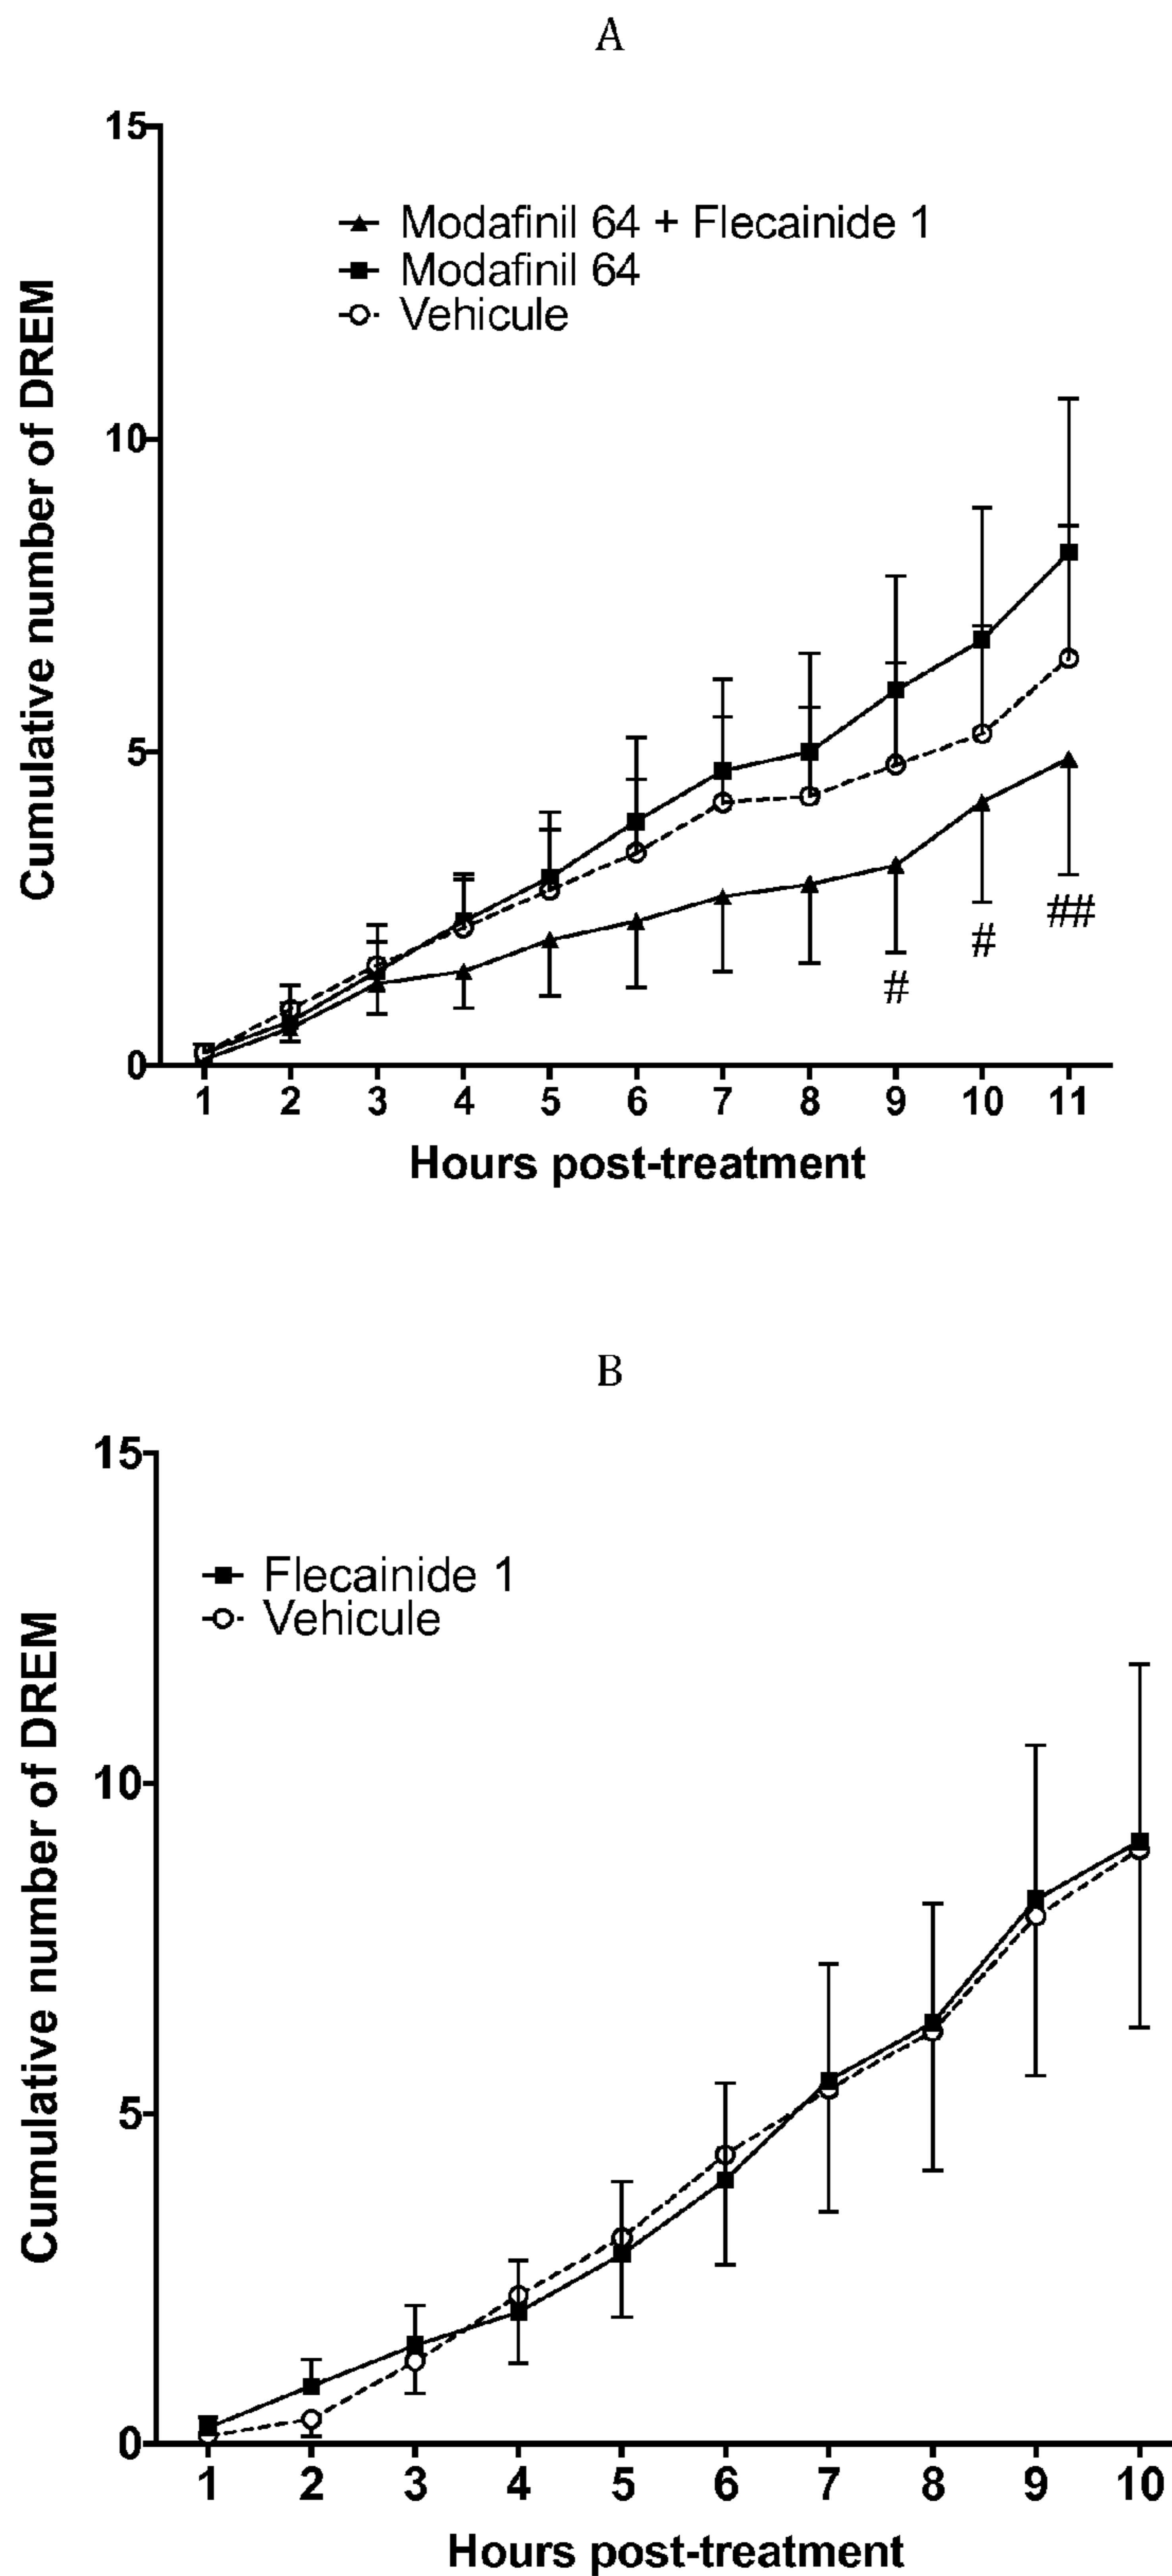 A
15
Modafinil 64 + Flecainide 1
Modafinil 64
Vehicule
10
5
0
Cumulative number of DREM
#
#
##
1 2 3 4 5 6 7 8 9 10 11
Hours post-treatment
B
15
Flecainide 1
Vehicule
10
5
0
Cumulative number of DREM
1 2 3 4 5 6 7 8 9 10
Hours post-treatment